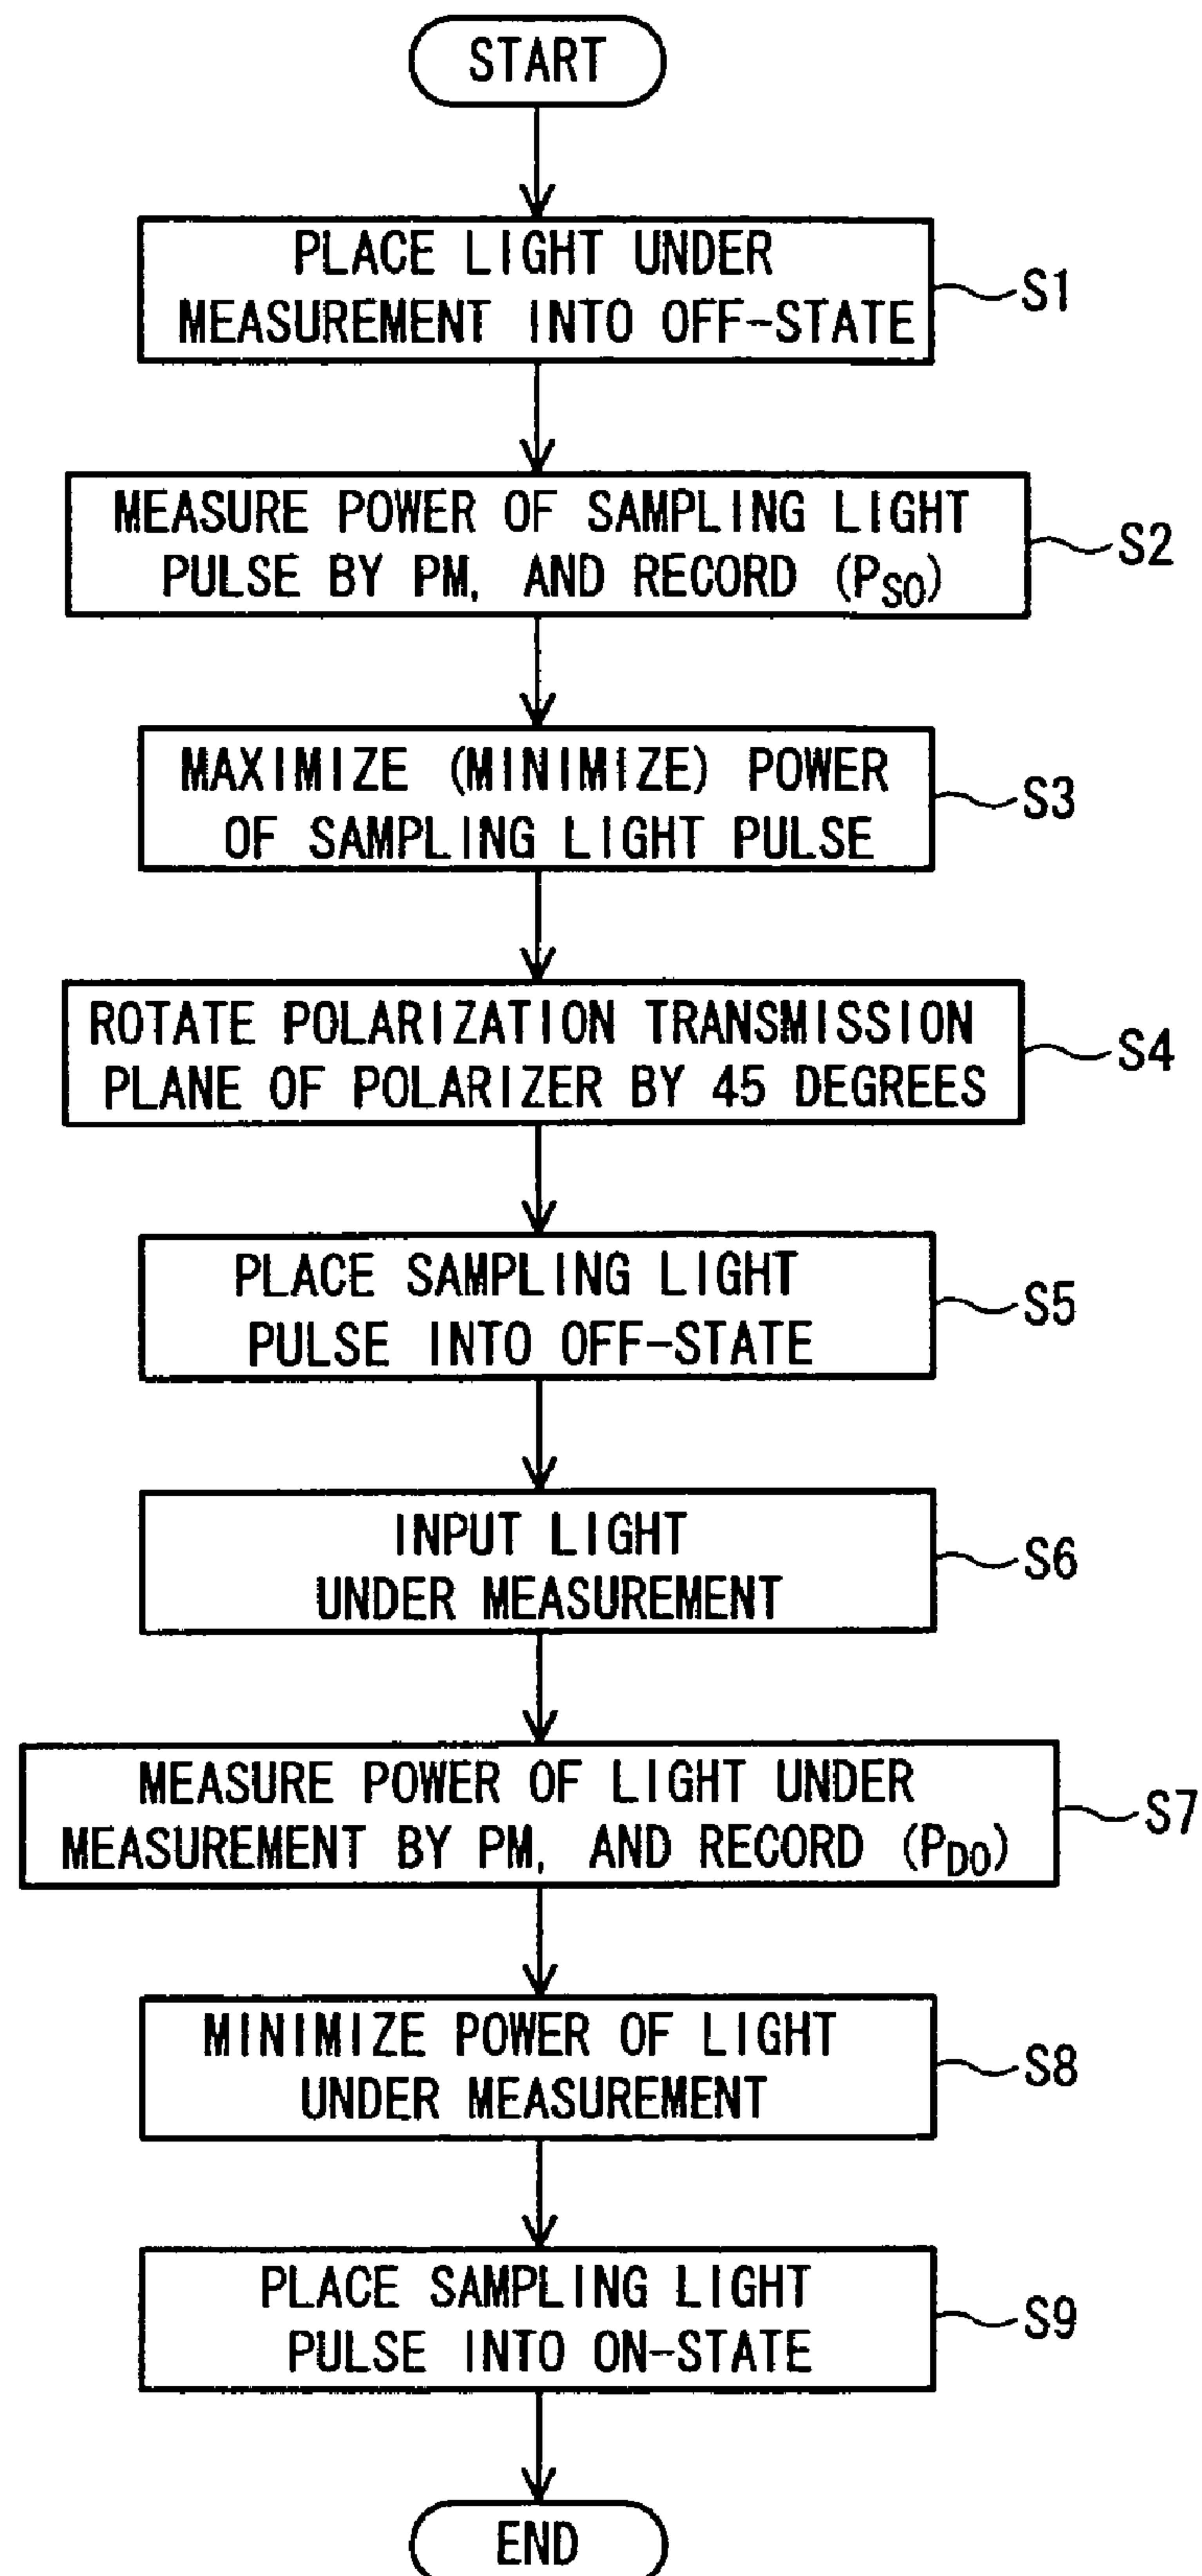 START
PLACE LIGHT UNDER
MEASUREMENT INTO OFF-STATE
S1
MEASURE POWER OF SAMPLING LIGHT
PULSE BY PM, AND RECORD (PS0)
S2
MAXIMIZE (MINIMIZE) POWER
OF SAMPLING LIGHT PULSE
S3
ROTATE POLARIZATION TRANSMISSION
PLANE OF POLARIZER BY 45 DEGREES
S4
PLACE SAMPLING LIGHT
PULSE INTO OFF-STATE
S5
INPUT LIGHT
UNDER MEASUREMENT
S6
MEASURE POWER OF LIGHT UNDER
MEASUREMENT BY PM, AND RECORD (PD0)
S7
MINIMIZE POWER OF LIGHT
UNDER MEASUREMENT
S8
PLACE SAMPLING LIGHT
PULSE INTO ON-STATE
S9
END